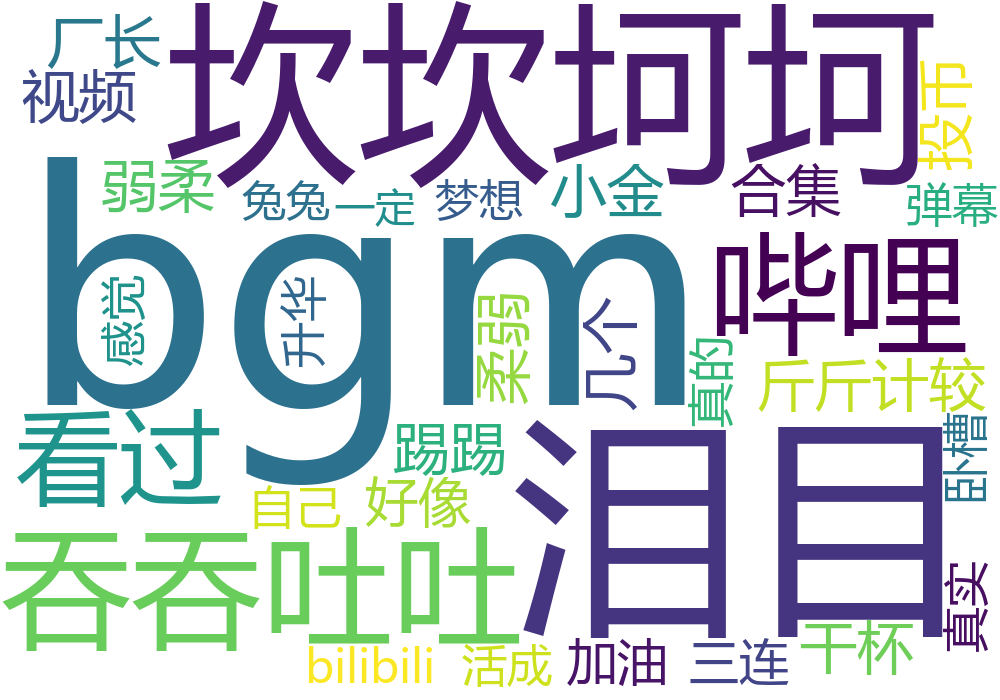 厂长
坎坎坷坷
视频
投币
弱柔
兔兔
一定
梦想
小金
合集
弹幕
bgm
哔哩
感觉
升华
柔弱
几个
真的
斤斤计较
看过
踢踢
泪目
卧槽
自己
好像
吞吞吐吐
真实
干杯
bilibili
活成
加油
三连